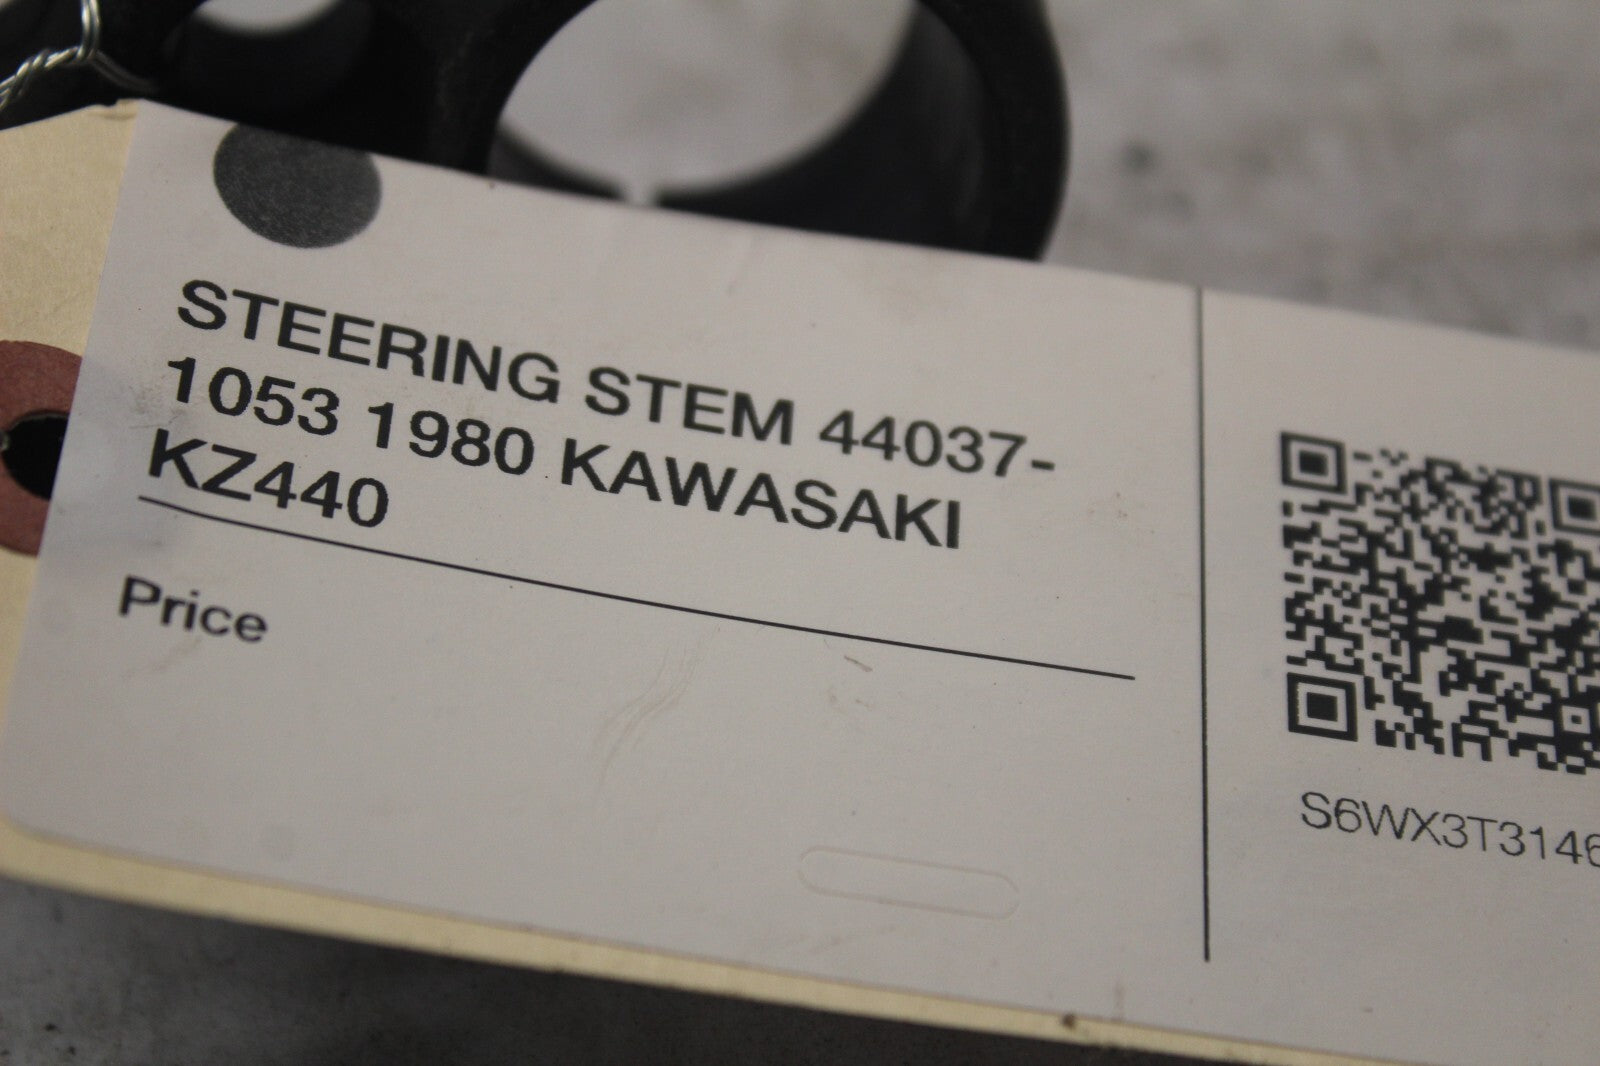 STEERING STEM 44037-
1053 1980 KAWASAKI
KZ440
Price
S6WX3T3146